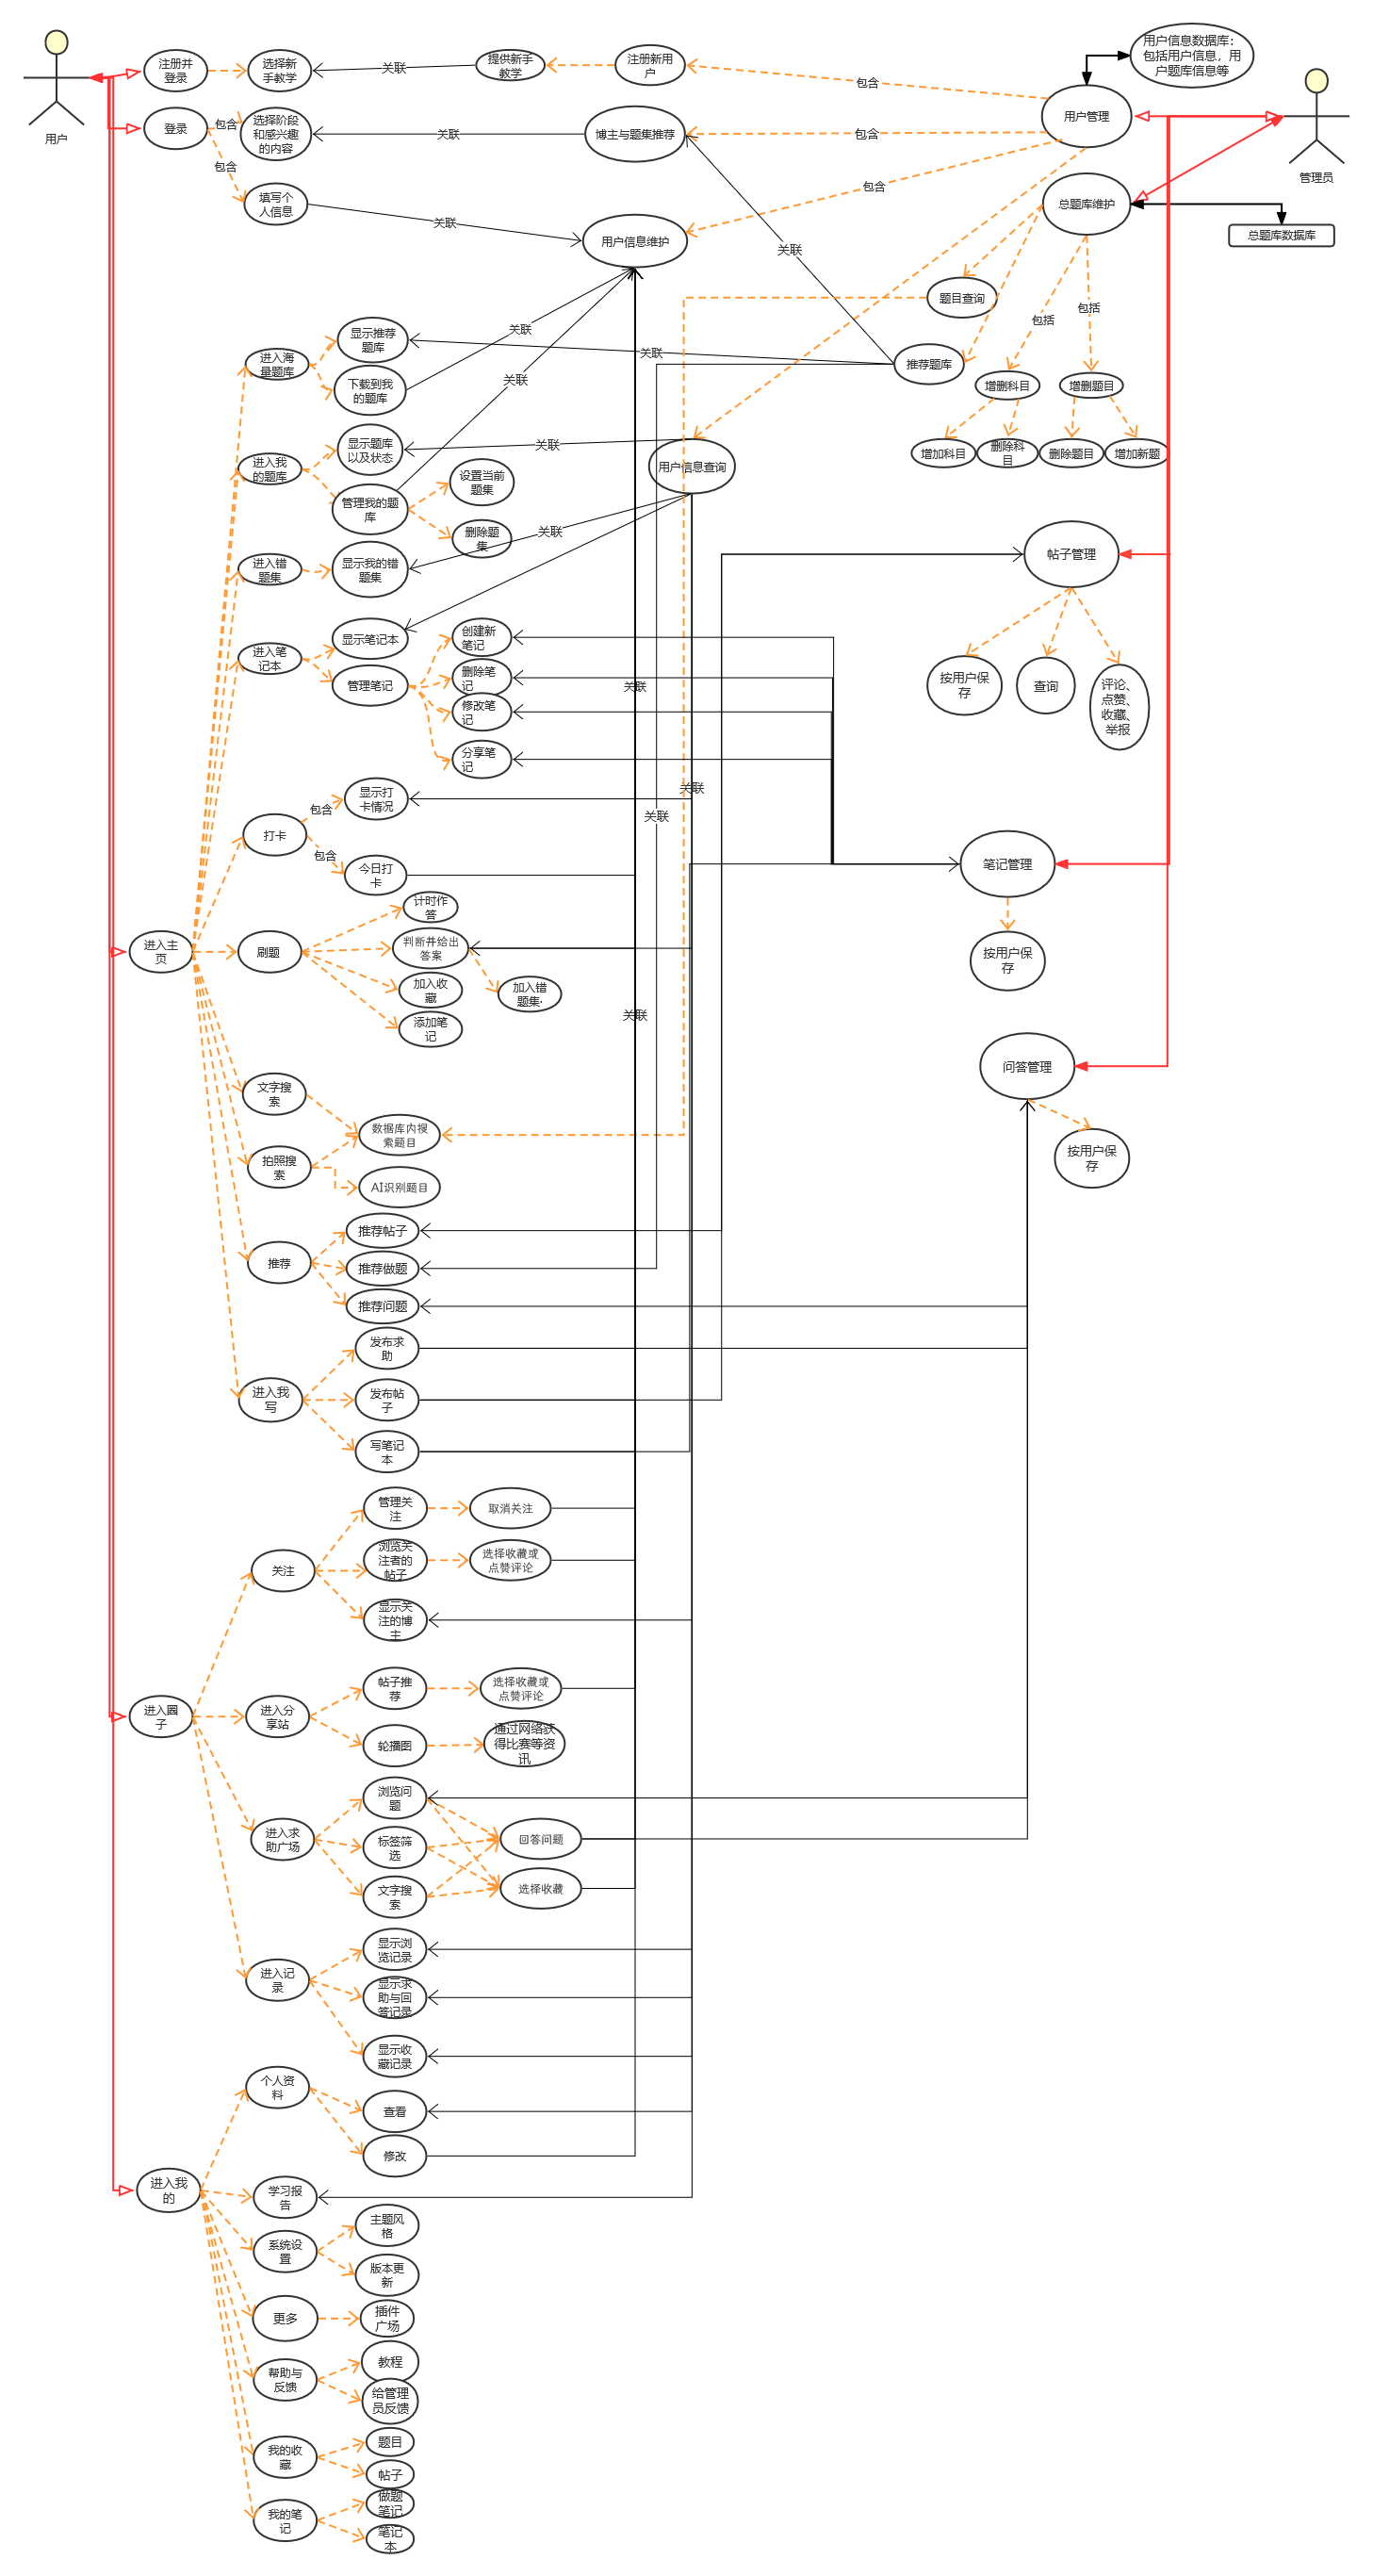 用户
注册并
登录
选择新
手教学
关联
提供新手
教学
注册新用
户
包含
用户信息数据库：
包括用户信息，用
户题库信息等
用户管理
管理员
登录
包含
选择阶段
和感兴趣
的内容
关联
博主与题集推荐
包含
包含
填写个
人信息
关联
用户信息维护
包含
总题库维护
总题库数据库
关联
题目查询
包括
包括
进入海
量题库
显示推荐
题库
下载到我
的题库
关联
关联
关联
推荐题库
增删科目
增删题目
增加科目
删除科
目
删除题目
增加新题
进入我
的题库
显示题库
以及状态
关联
用户信息查询
管理我的题
库
设置当前
题集
删除题
集
关联
进入错
题集
显示我的错
题集
帖子管理
按用户保
存
查询
评论、
点赞、
收藏、
举报
进入笔
记本
显示笔记本
管理笔记
创建新
笔记
删除笔
记
修改笔
记
分享笔
记
关联
关联
关联
打卡
包含
显示打
卡情况
包含
今日打
卡
笔记管理
按用户保
存
进入主
页
刷题
计时作
答
判断并给出
答案
加入收
藏
添加笔
记
加入错
题集·
关联
问答管理
按用户保
存
文字搜
索
拍照搜
索
数据库内搜
索题目
AI识别题目
推荐
推荐帖子
推荐做题
推荐问题
进入我
写
发布求
助
发布帖
子
写笔记
本
进入圈
子
关注
管理关
注
取消关注
浏览关
注者的
帖子
选择收藏或
点赞评论
显示关
注的博
主
进入分
享站
帖子推
荐
选择收藏或
点赞评论
轮播图
通过网络获
得比赛等资
讯
进入求
助广场
浏览问
题
标签筛
选
文字搜
索
回答问题
选择收藏
进入记
录
显示浏
览记录
显示求
助与回
答记录
显示收
藏记录
进入我
的
个人资
料
查看
修改
学习报
告
系统设
置
主题风
格
版本更
新
更多
插件
广场
帮助与
反馈
教程
给管理
员反馈
我的收
藏
题目
帖子
我的笔
记
做题
笔记
笔记
本